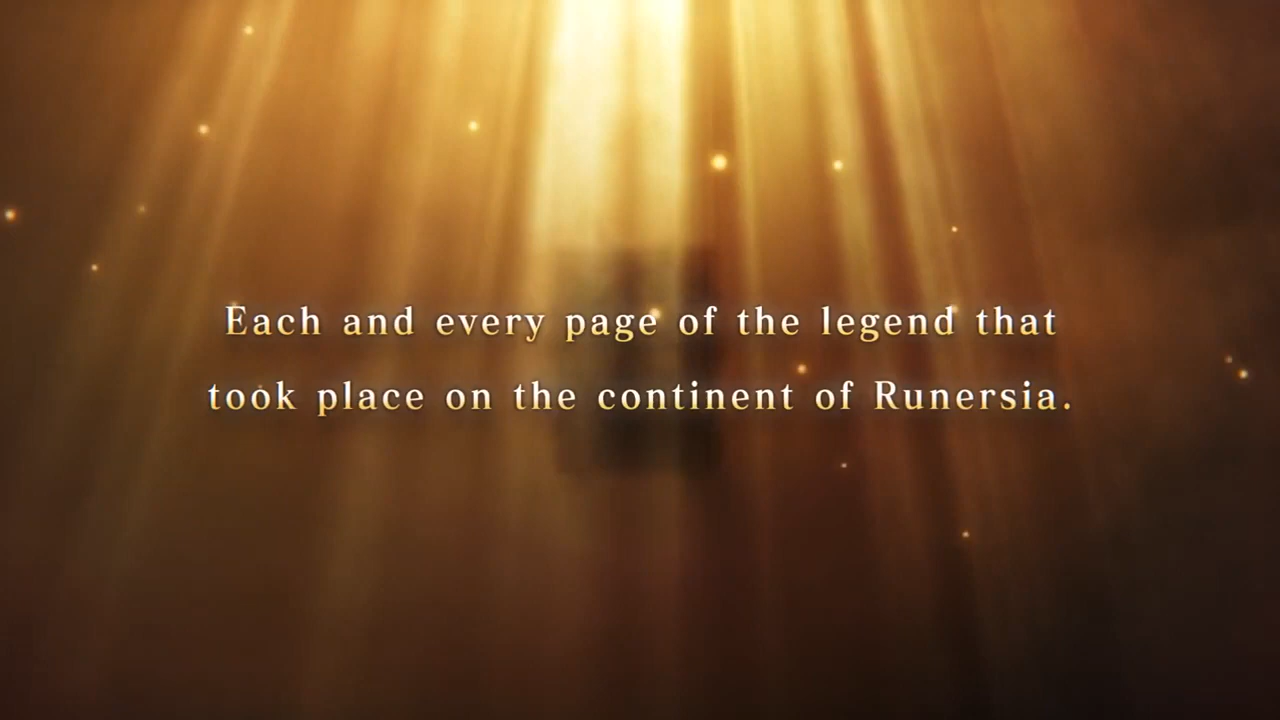 Each and every page of the legend that
took place on the continent of Runersia.